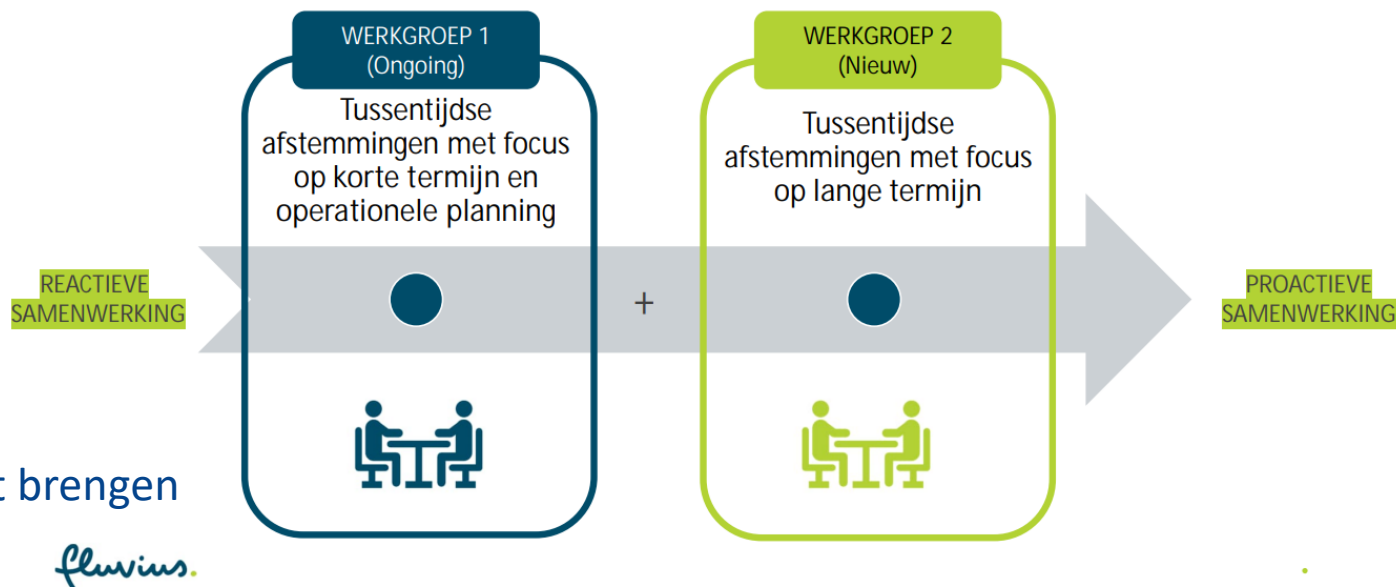 WERKGROEP 1
(Ongoing)
Tussentijdse
afstemmingen met focus
op korte termijn en
operationele planning
WERKGROEP 2
(Nieuw)
Tussentijdse
afstemmingen met focus
op lange termijn
REACTIEVE
SAMENWERKING
+
PROACTIEVE
SAMENWERKING
t brengen
fluvius.